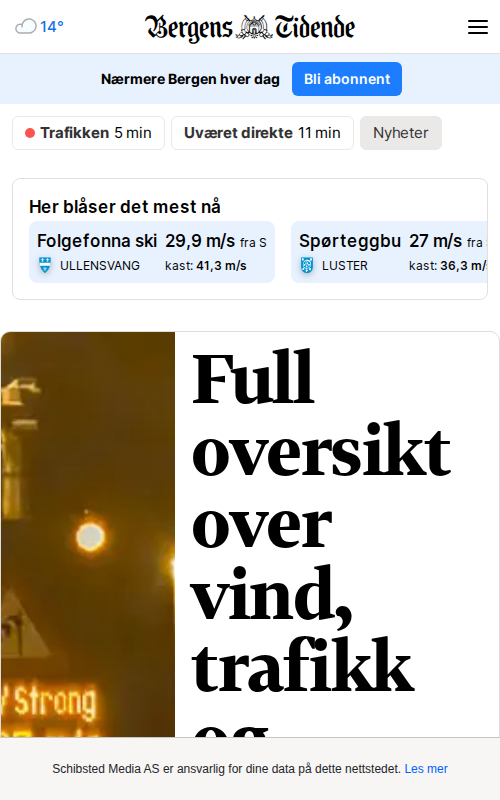 14°
Bergens Tidende
Nærmere Bergen hver dag
Bli abonnent
Trafikken 5 min
Uværet direkte 11 min
Nyheter
Her blåser det mest nå
Folgefonna ski 29,9 m/s fra S
ULLENSVANG kast: 41,3 m/s
Spørteggbu 27 m/s fra
LUSTER kast: 36,3 m/
Full
oversikt
over
vind,
trafikk
og
Strong
Schibsted Media AS er ansvarlig for dine data på dette nettstedet. Les mer